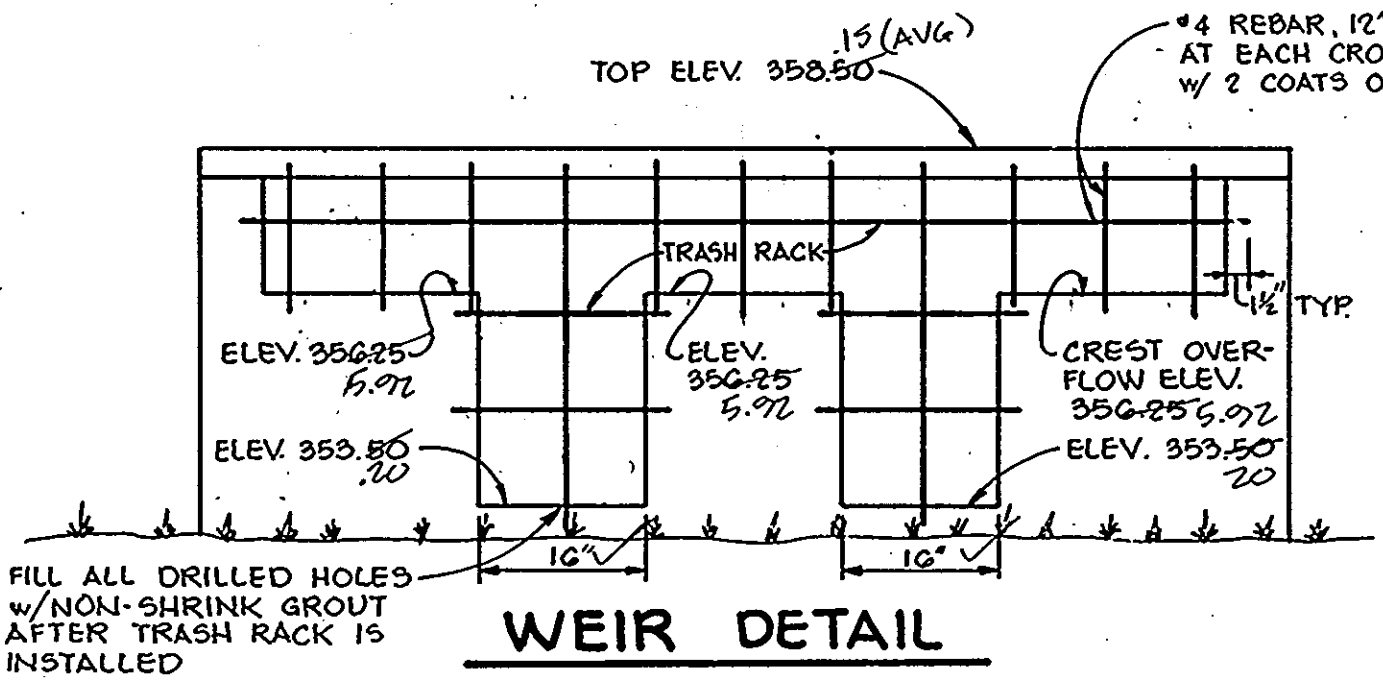 .15 (AVG)
TOP ELEV. 358.50
#4 REBAR, 12"
AT EACH CRO
W/ 2 COATS O
TRASH RACK
1½" TYP.
ELEV. 356.25
5.92
ELEV.
356.25
5.92
CREST OVER-
FLOW ELEV.
356.25 5.92
ELEV. 353.50
.20
ELEV. 353.50
20
16" ✓
16" ✓
FILL ALL DRILLED HOLES
W/NON-SHRINK GROUT
AFTER TRASH RACK IS
INSTALLED
WEIR DETAIL